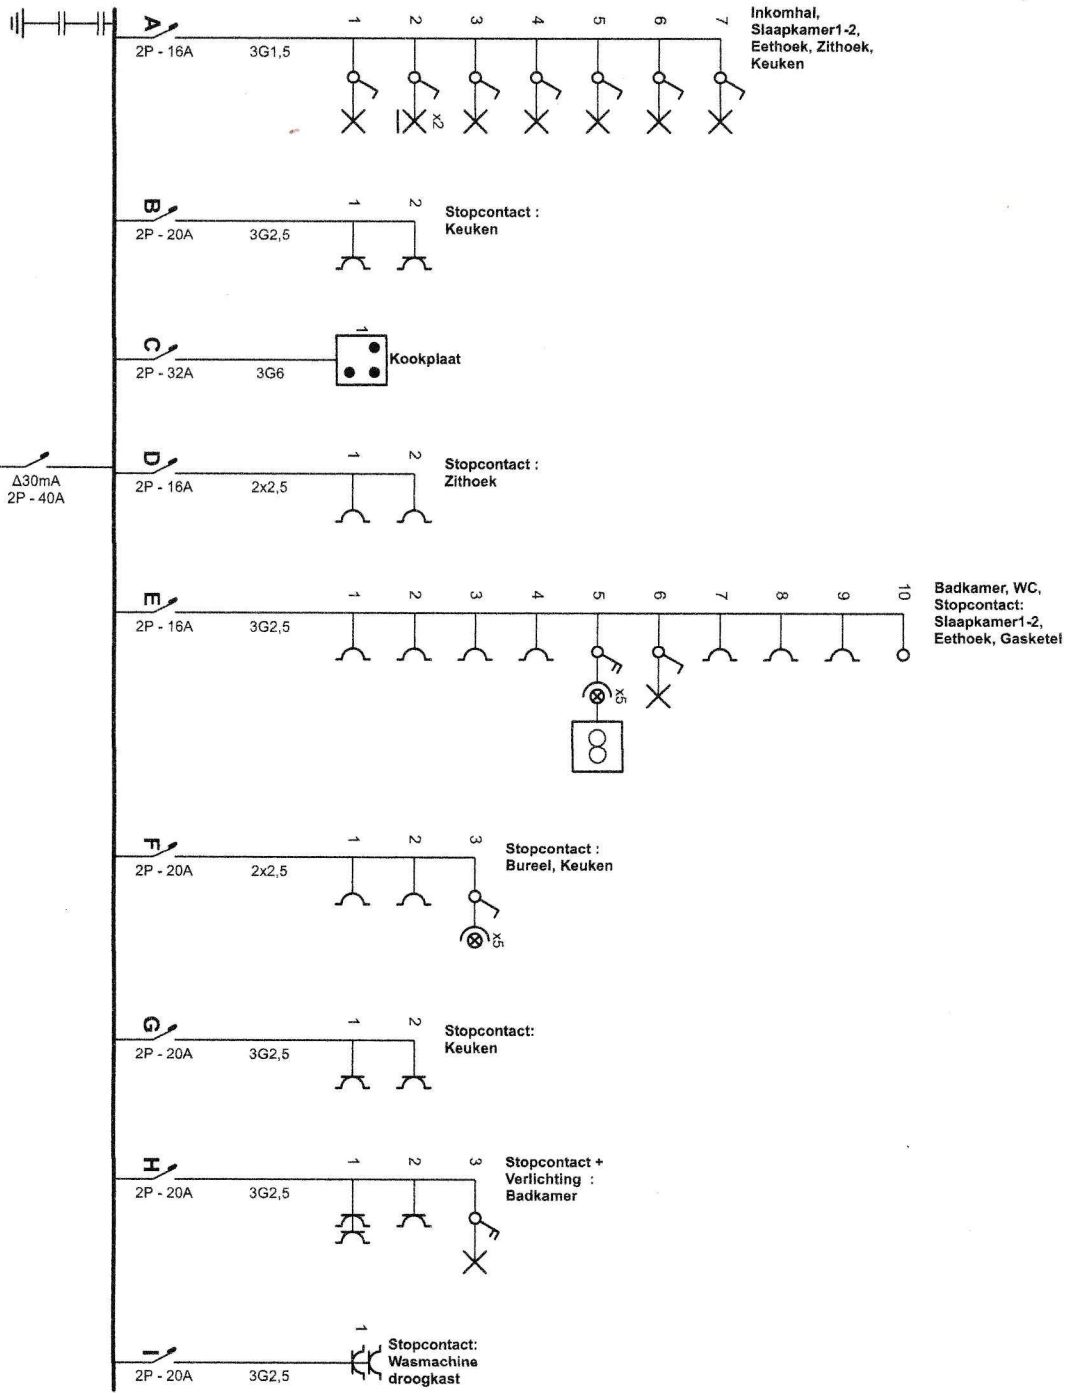 A
2P - 16A
3G1,5
1 2 3 4 5 6 7
x2
Inkomhal,
Slaapkamer1-2,
Eethoek, Zithoek,
Keuken
B
2P - 20A
3G2,5
1 2
Stopcontact :
Keuken
C
2P - 32A
3G6
1
Kookplaat
Δ30mA
2P - 40A
D
2P - 16A
2x2,5
1 2
Stopcontact :
Zithoek
E
2P - 16A
3G2,5
1 2 3 4 5 6 7 8 9 10
x5
Badkamer, WC,
Stopcontact:
Slaapkamer1-2,
Eethoek, Gasketel
F
2P - 20A
2x2,5
1 2 3
x5
Stopcontact :
Bureel, Keuken
G
2P - 20A
3G2,5
1 2
Stopcontact:
Keuken
H
2P - 20A
3G2,5
1 2 3
Stopcontact +
Verlichting :
Badkamer
I
2P - 20A
3G2,5
1
Stopcontact:
Wasmachine
droogkast